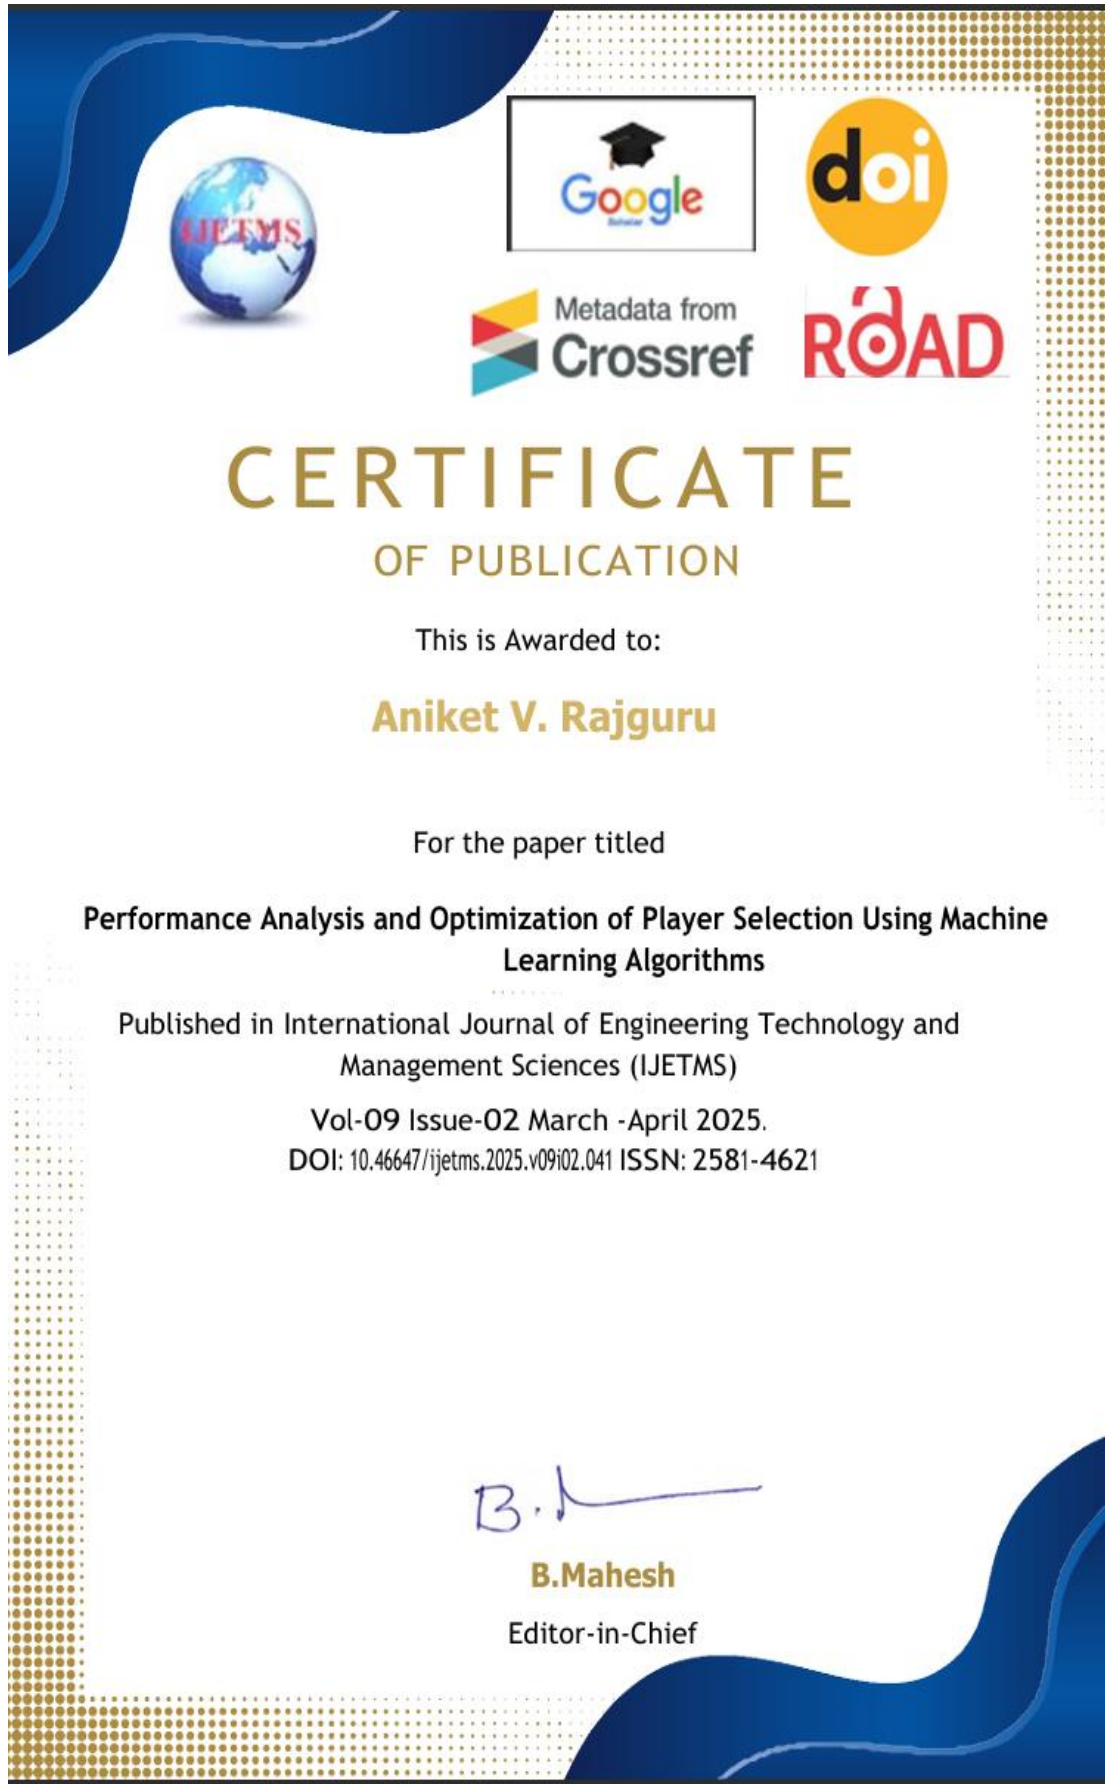 IJETMS
Google
Scholar
doi
Metadata from
Crossref
ROAD
CERTIFICATE
OF PUBLICATION
This is Awarded to:
Aniket V. Rajguru
For the paper titled
Performance Analysis and Optimization of Player Selection Using Machine
Learning Algorithms
Published in International Journal of Engineering Technology and
Management Sciences (IJETMS)
Vol-09 Issue-02 March -April 2025.
DOI: 10.46647/ijetms.2025.v09i02.041 ISSN: 2581-4621
B.Mahesh
Editor-in-Chief